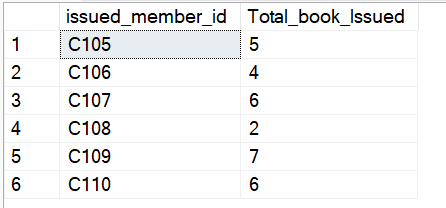 issued_member_id Total_book_Issued
1 C105 5
2 C106 4
3 C107 6
4 C108 2
5 C109 7
6 C110 6